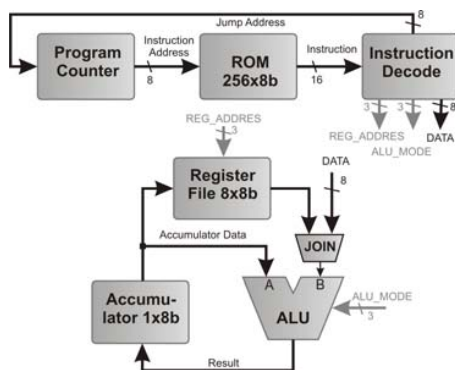 Jump Address
8
Program
Counter
Instruction
Address
8
ROM
256x8b
Instruction
16
Instruction
Decode
3
3
8
REG_ADDRES
ALU_MODE
DATA
REG_ADDRES
3
DATA
8
Register
File 8x8b
JOIN
Accumulator Data
A
B
ALU
ALU_MODE
3
Accumu-
lator 1x8b
Result